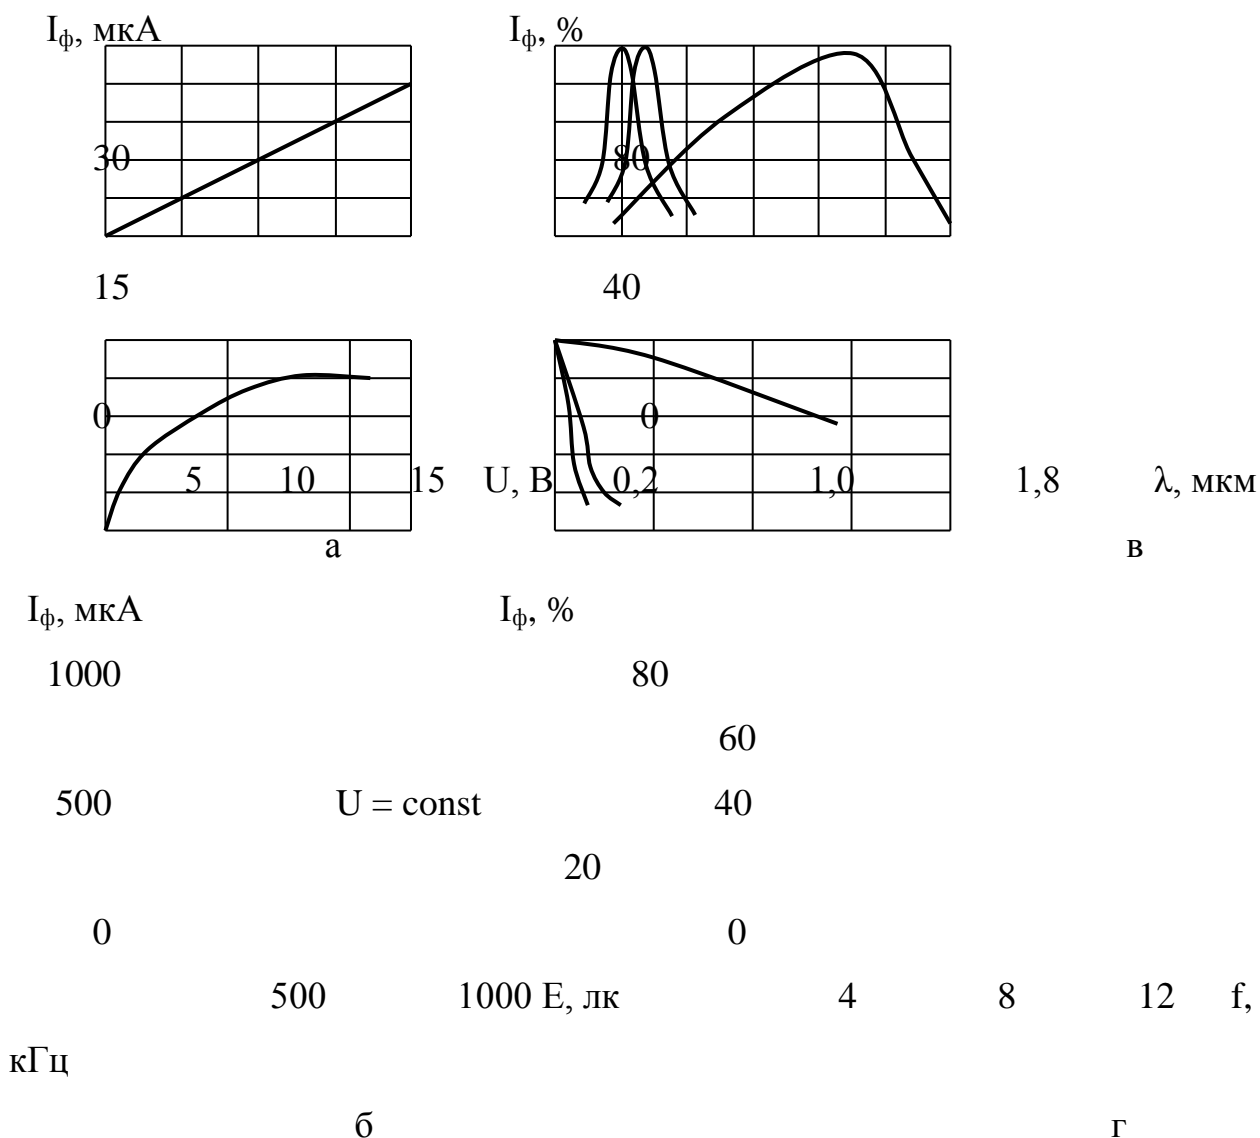 Iф, мкА Iф, %
30 80
15 40
0 0
5 10 15 U, В 0,2 1,0 1,8 λ, мкм
а в
Iф, мкА Iф, %
1000 80
60
500 U = const 40
20
0 0
500 1000 E, лк 4 8 12 f,
кГц
б г